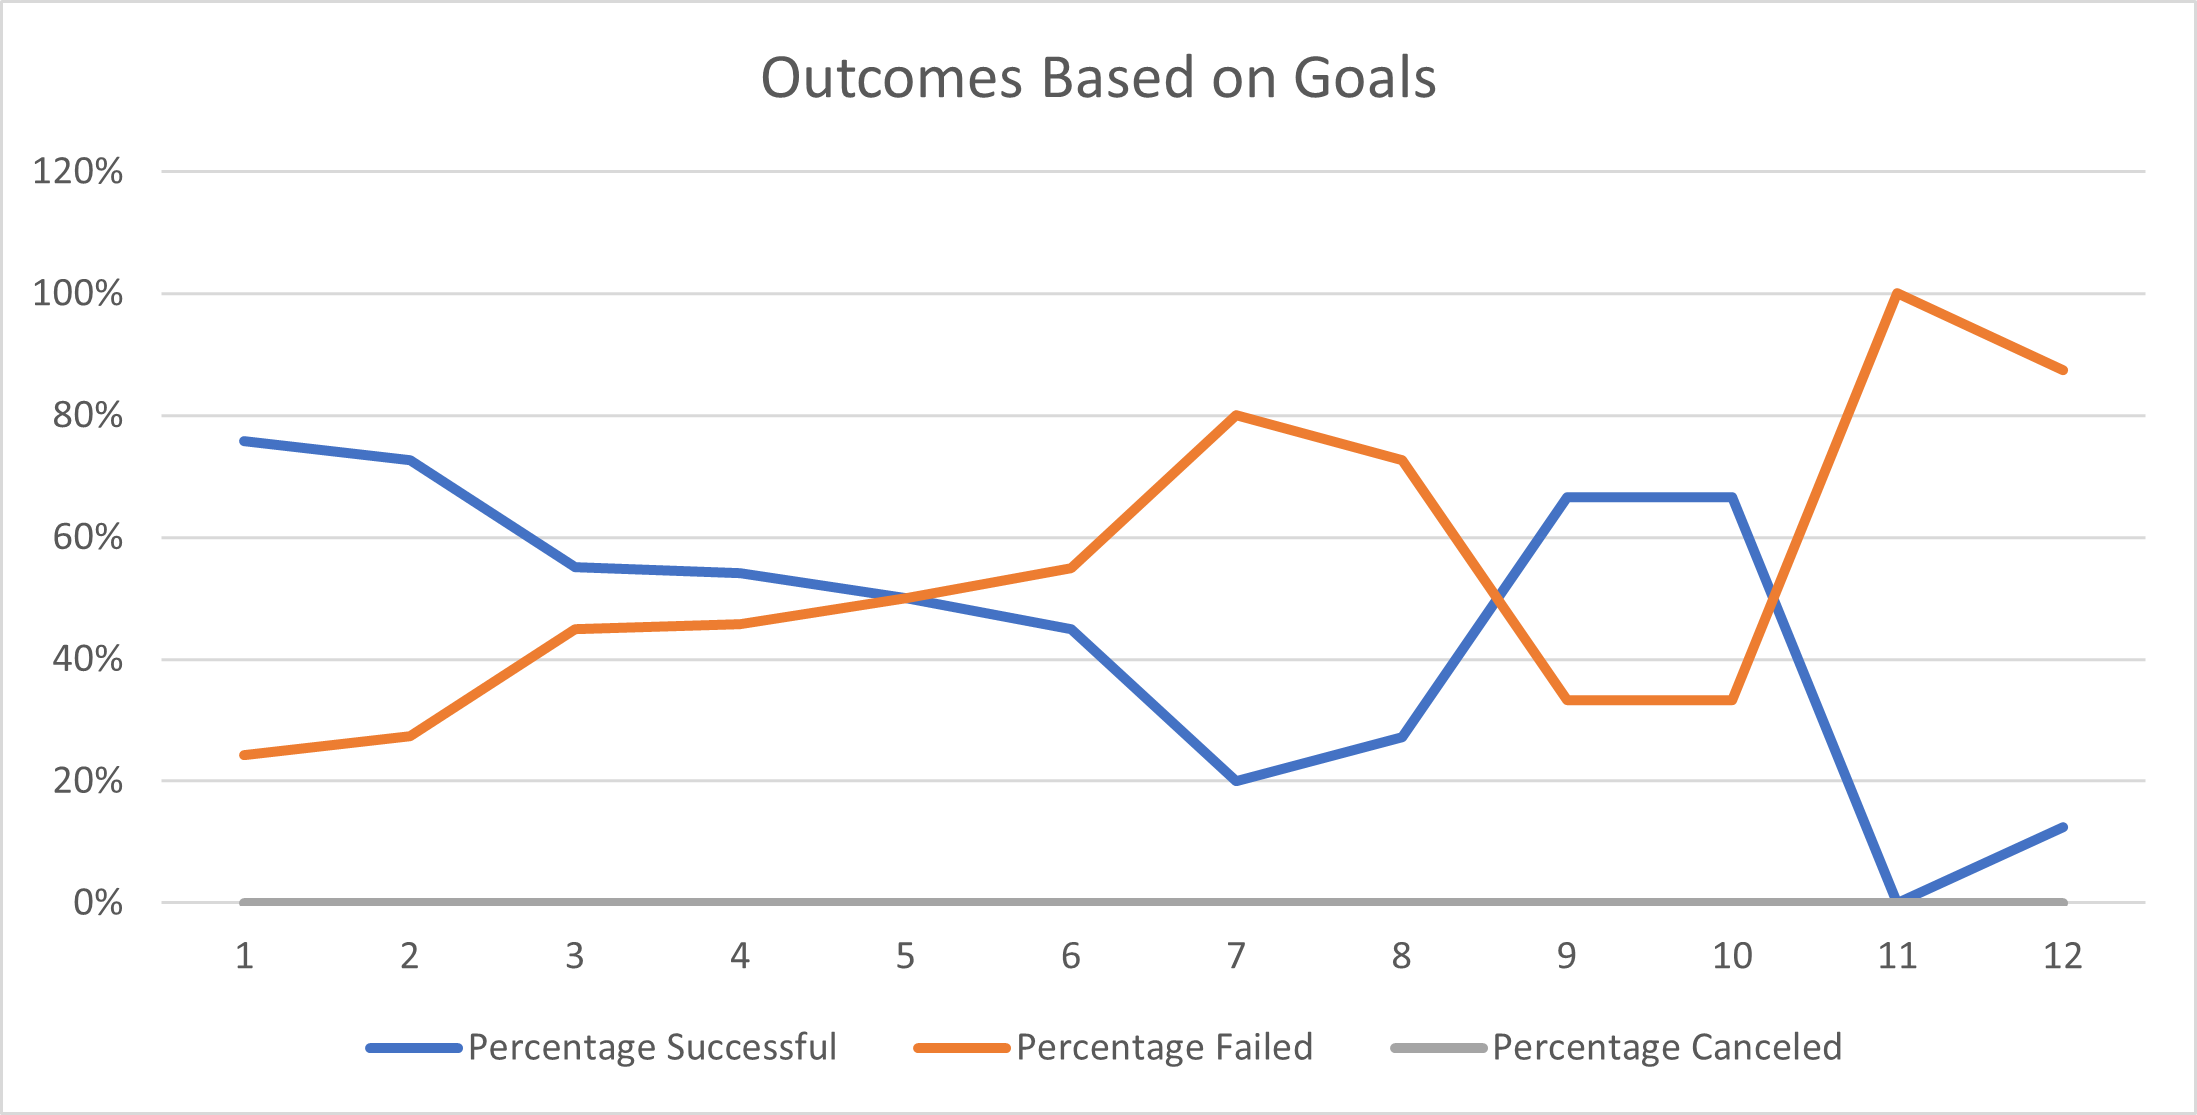 Outcomes Based on Goals
120%
100%
80%
60%
40%
20%
0%
1 2 3 4 5 6 7 8 9 10 11 12
Percentage Successful Percentage Failed Percentage Canceled